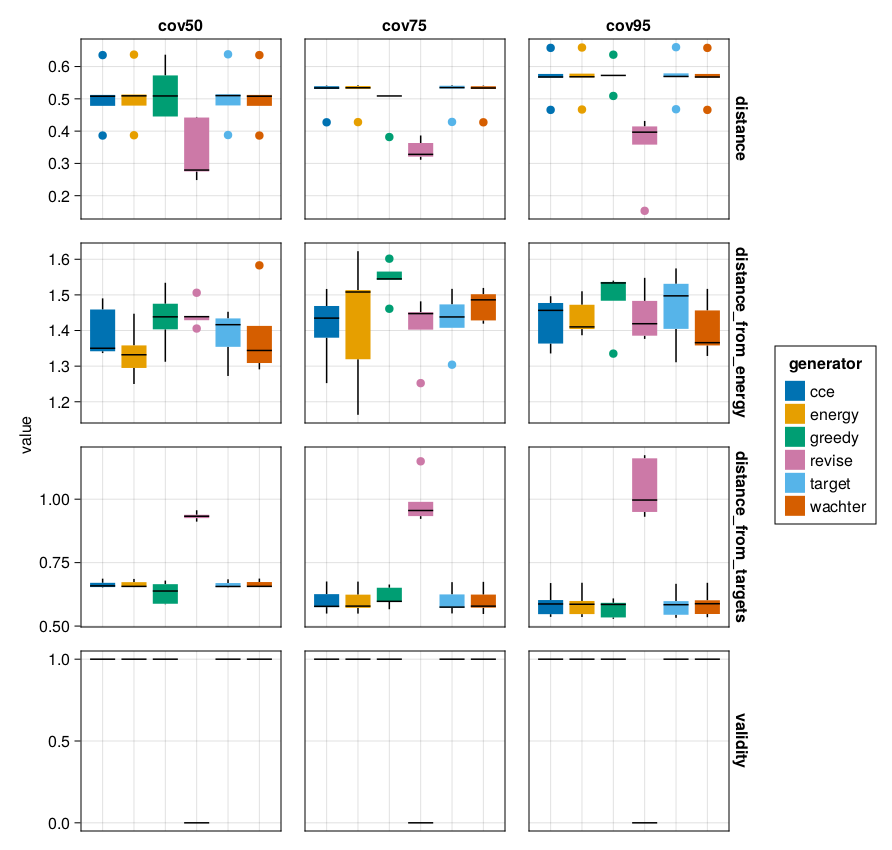 cov50 cov75 cov95
0.6
0.5
0.4
0.3
0.2
distance
1.6
1.5
1.4
1.3
1.2
distance_from_energy
value
1.00
0.75
0.50
distance_from_targets
1.0
0.5
0.0
validity
generator
cce
energy
greedy
revise
target
wachter